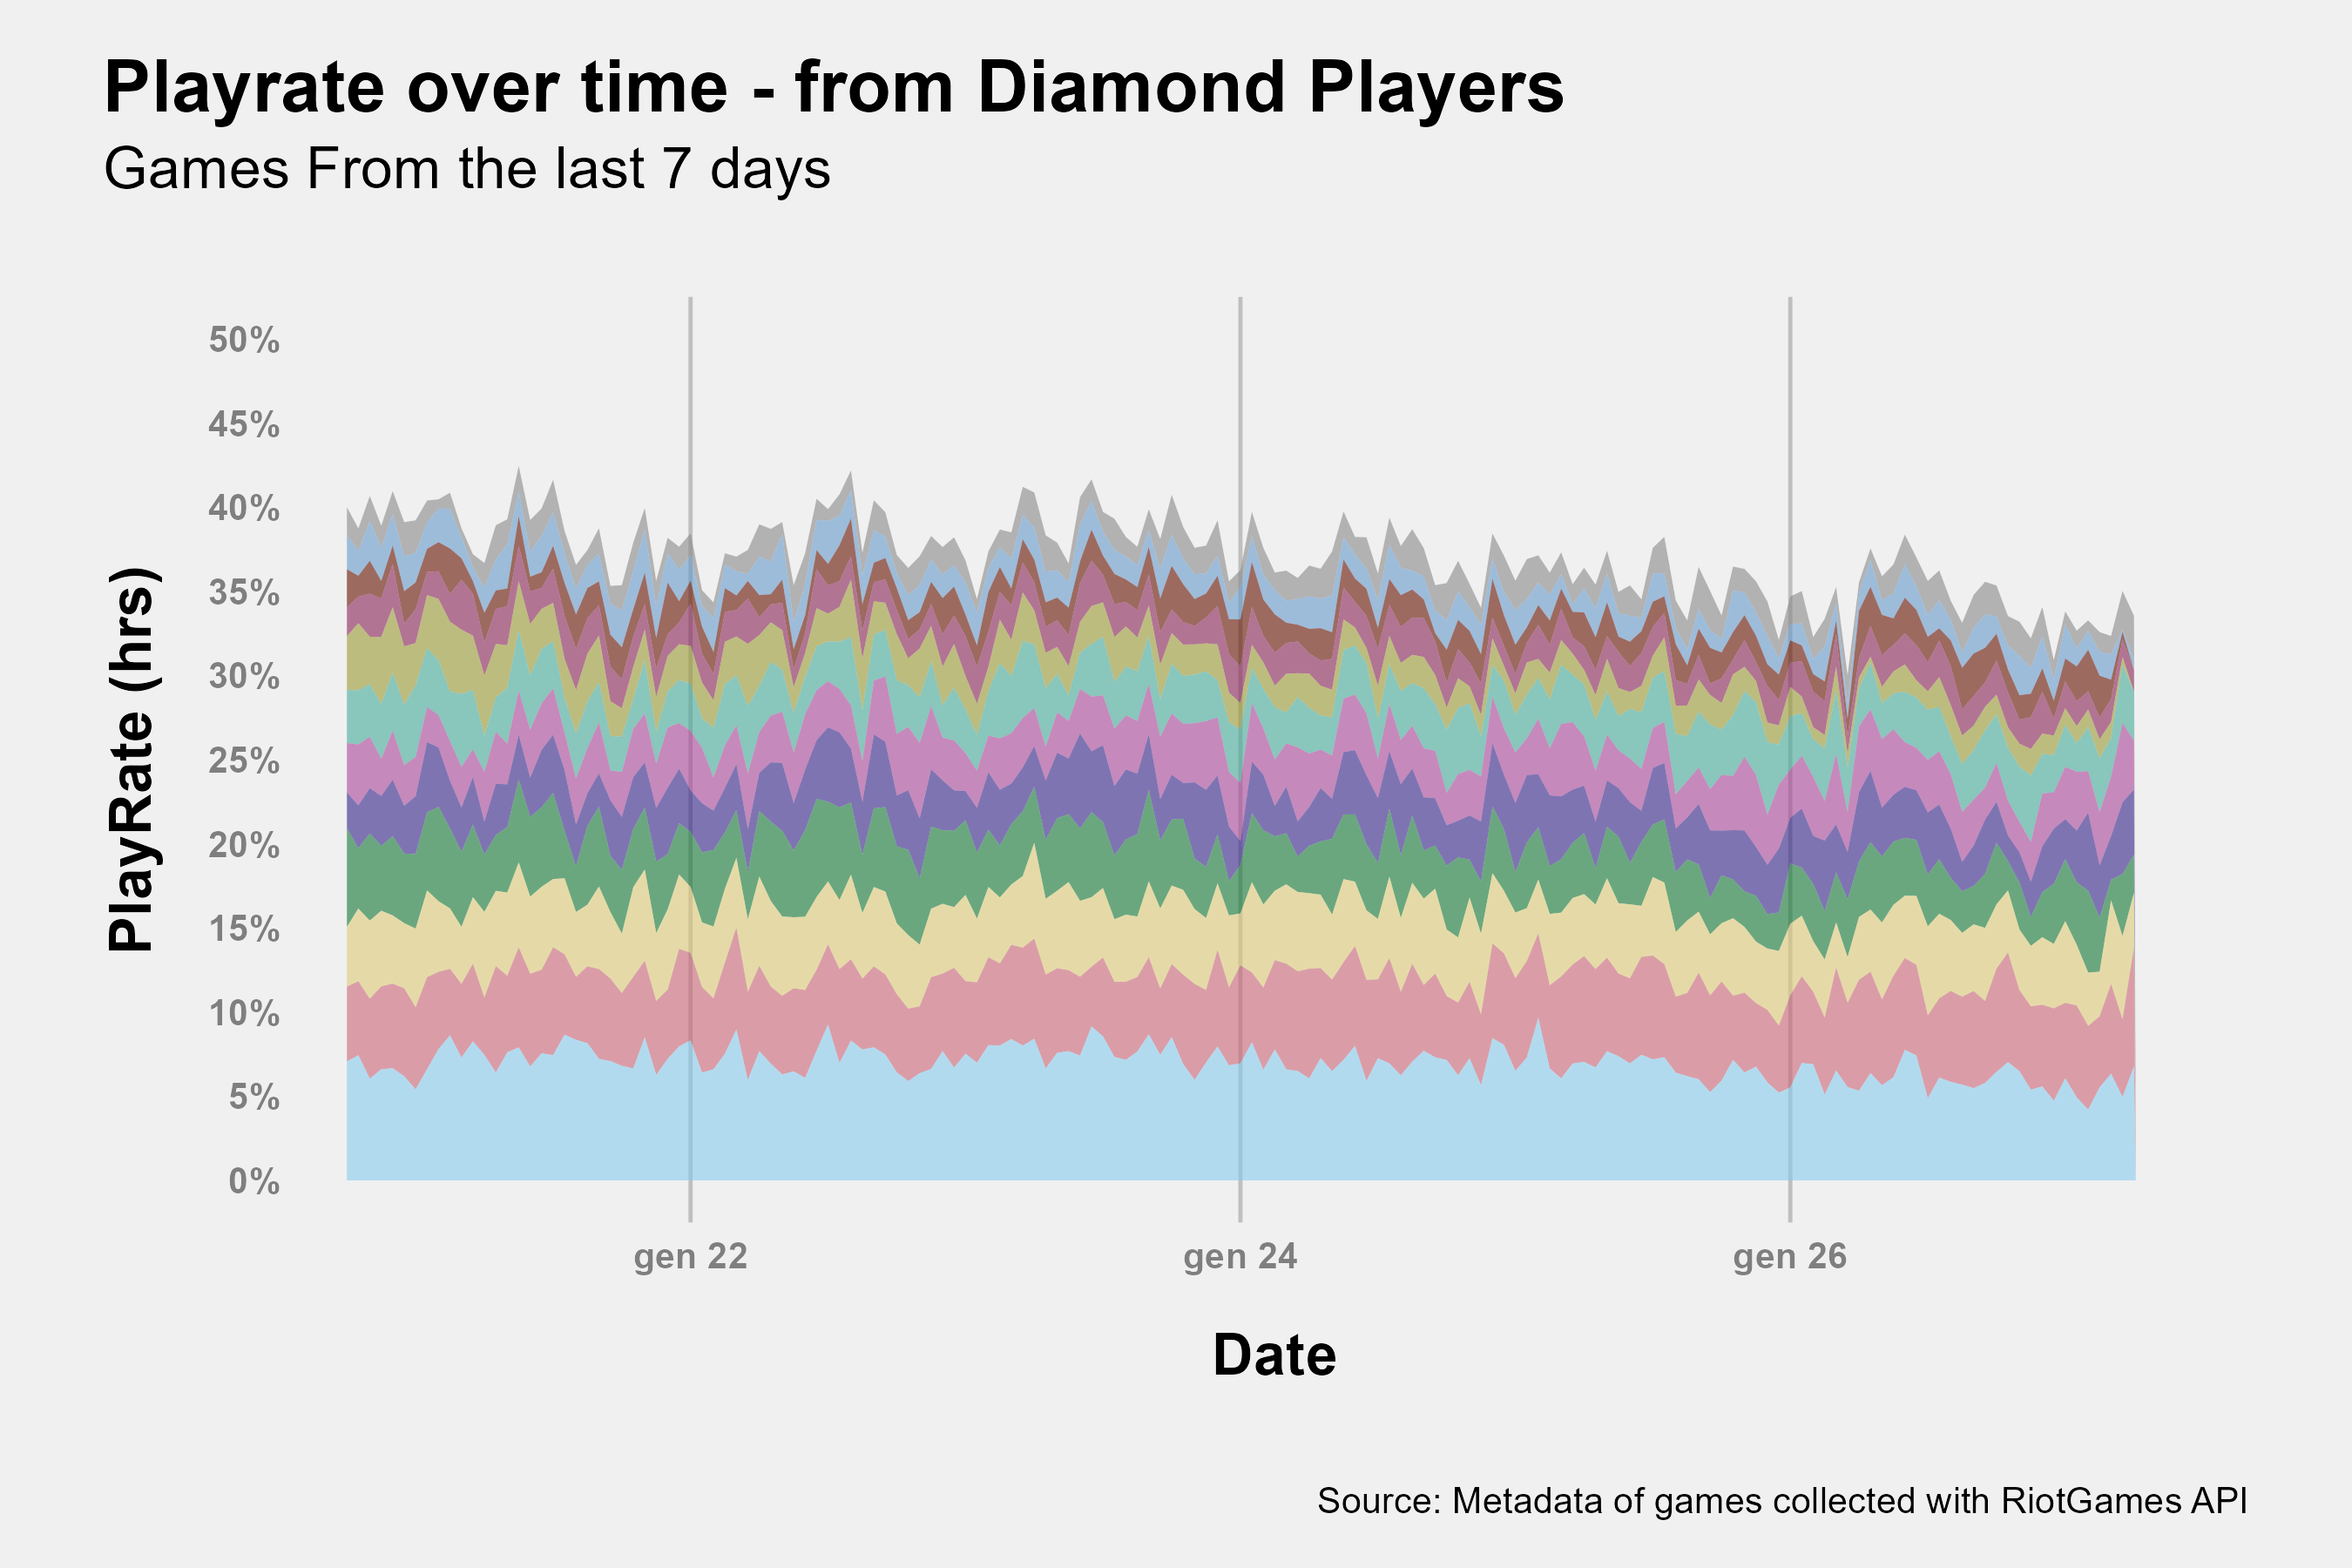 Playrate over time - from Diamond Players
Games From the last 7 days
PlayRate (hrs)
50%
45%
40%
35%
30%
25%
20%
15%
10%
5%
0%
gen 22
gen 24
gen 26
Date
Source: Metadata of games collected with RiotGames API